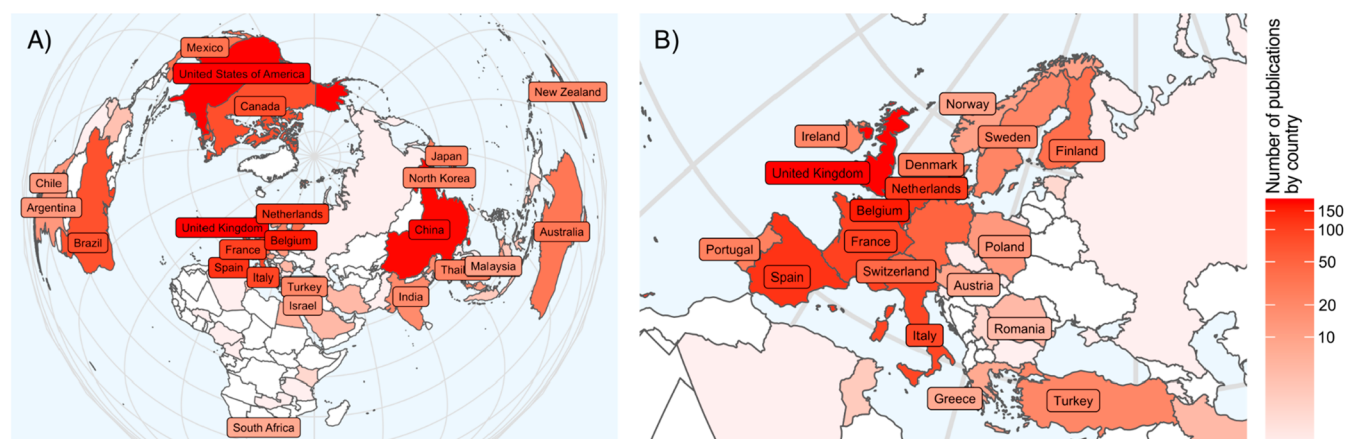 A)
Mexico
United States of America
Canada
New Zealand
Japan
North Korea
Chile
Argentina
Brazil
Netherlands
United Kingdom
Belgium
France
Spain
Italy
China
Australia
Thai
Malaysia
Turkey
Israel
India
South Africa
B)
Norway
Ireland
Sweden
Finland
United Kingdom
Denmark
Netherlands
Belgium
France
Portugal
Spain
Switzerland
Poland
Austria
Romania
Italy
Greece
Turkey
Number of publications
by country
150
100
50
20
10